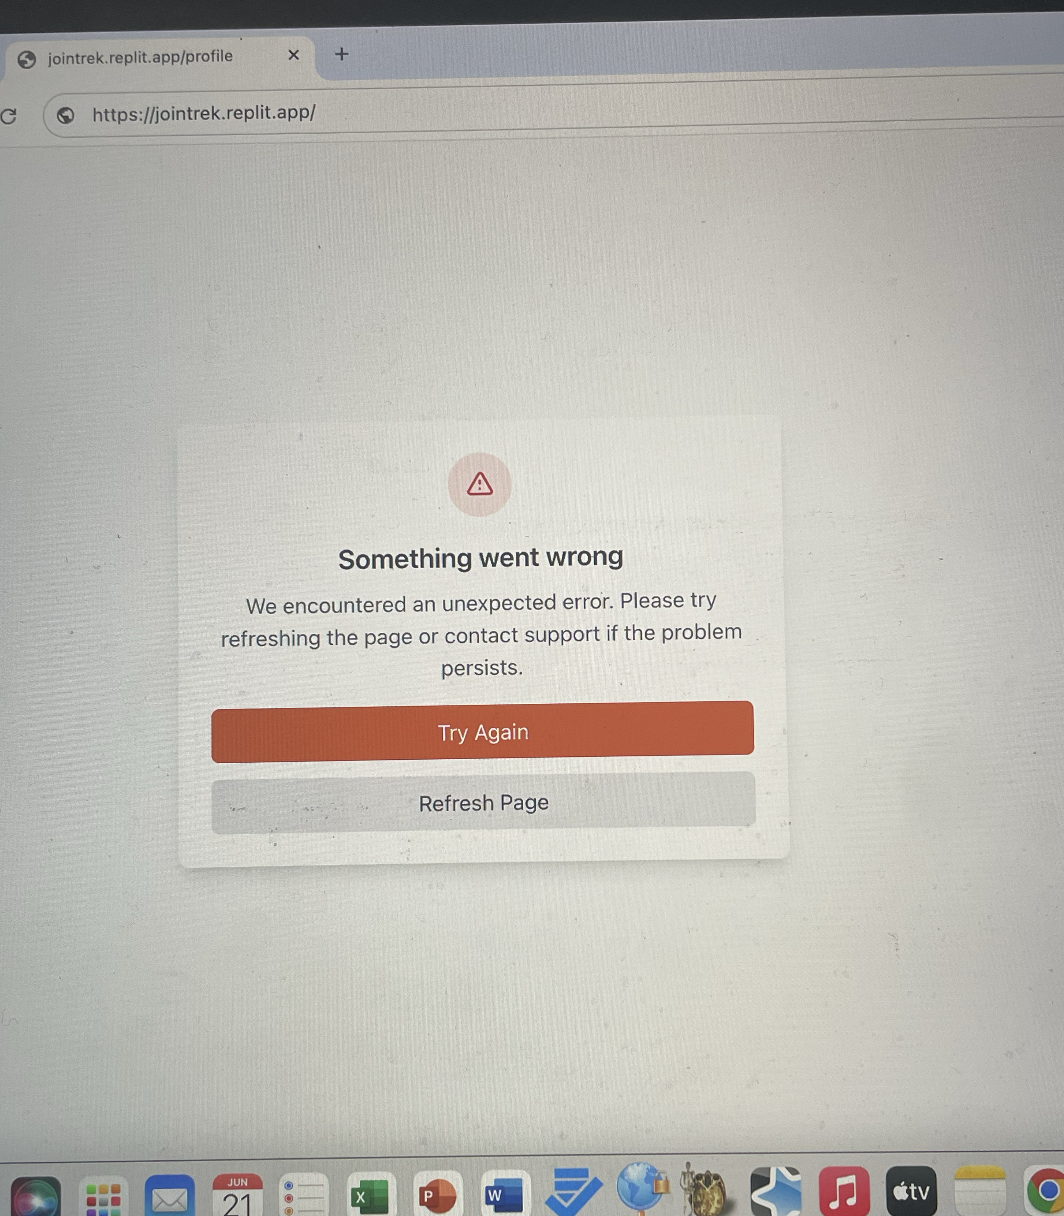 jointrek.replit.app/profile
https://jointrek.replit.app/
Something went wrong
We encountered an unexpected error. Please try
refreshing the page or contact support if the problem
persists.
Try Again
Refresh Page
JUN
21
X
P
W
tv